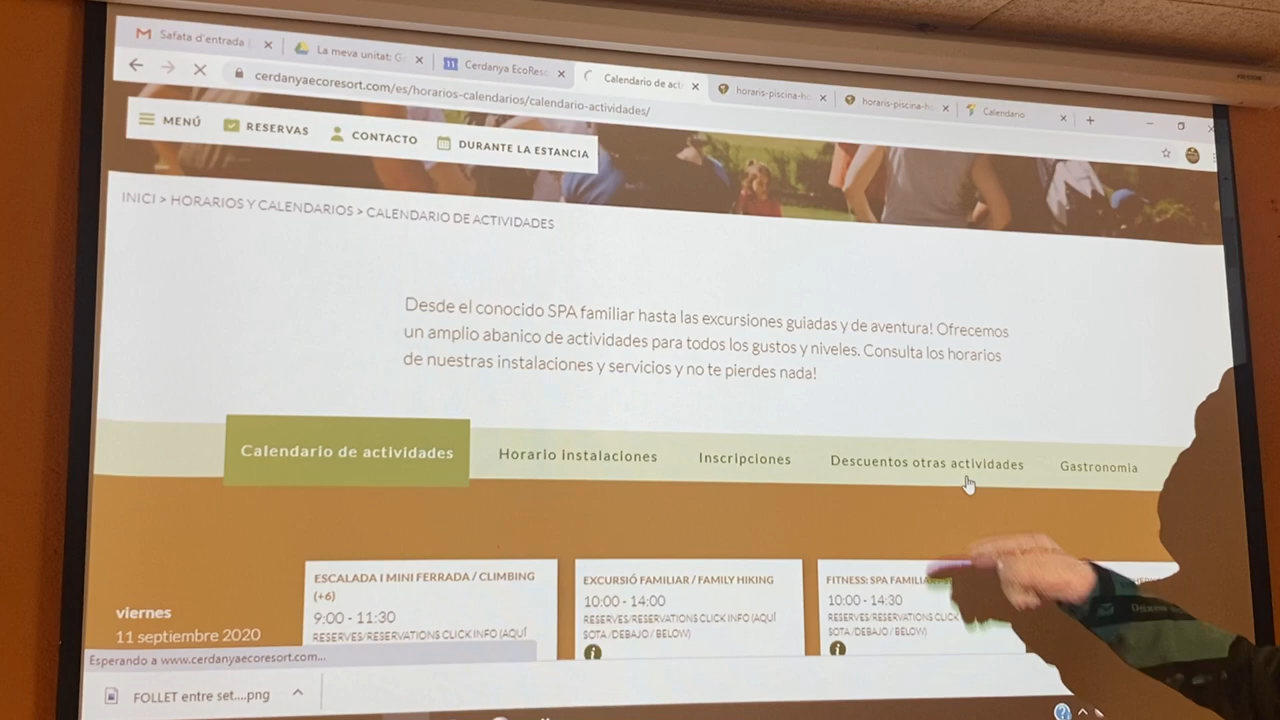 Safata d'entrada
La meva unitat: G
Cerdanya EcoReso
Calendario de acti
horaris-piscina-ho
horaris-piscina-ho
Calendario
cerdanyaecoresort.com/es/horarios-calendarios/calendario-actividades/
MENÚ
RESERVAS
CONTACTO
DURANTE LA ESTANCIA
INICI > HORARIOS Y CALENDARIOS > CALENDARIO DE ACTIVIDADES
Desde el conocido SPA familiar hasta las excursiones guiadas y de aventura! Ofrecemos
un amplio abanico de actividades para todos los gustos y niveles. Consulta los horarios
de nuestras instalaciones y servicios y no te pierdes nada!
Calendario de actividades
Horario instalaciones
Inscripciones
Descuentos otras actividades
Gastronomia
viernes
11 septiembre 2020
ESCALADA I MINI FERRADA / CLIMBING
(+6)
9:00 - 11:30
RESERVES/RESERVATIONS CLICK INFO (AQUÍ
EXCURSIÓ FAMILIAR / FAMILY HIKING
10:00 - 14:00
RESERVES/RESERVATIONS CLICK INFO (AQUÍ
SOTA /DEBAJO / BELOW)
FITNESS: SPA FAMILIA
10:00 - 14:30
RESERVES/RESERVATIONS CLICK
SOTA /DEBAJO / BELOW)
Esperando a www.cerdanyaecoresort.com...
FOLLET entre set....png